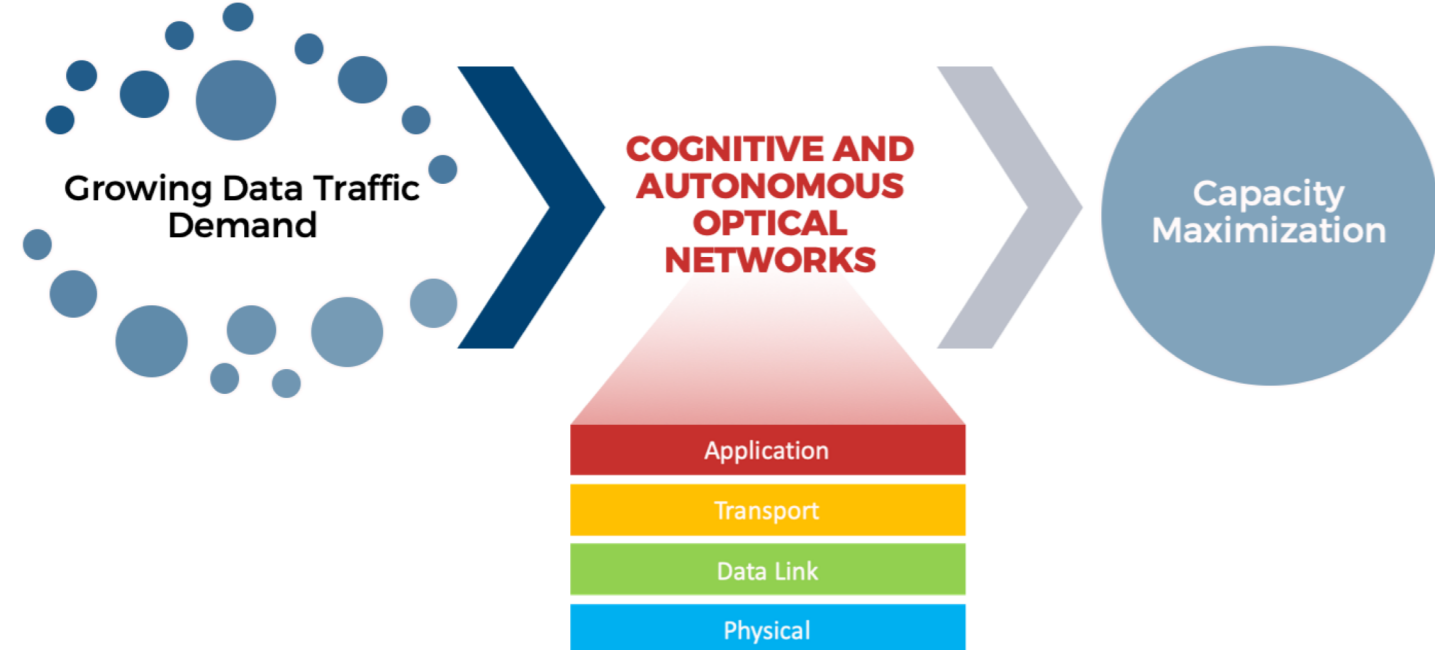 Growing Data Traffic
Demand
COGNITIVE AND
AUTONOMOUS
OPTICAL
NETWORKS
Capacity
Maximization
Application
Transport
Data Link
Physical